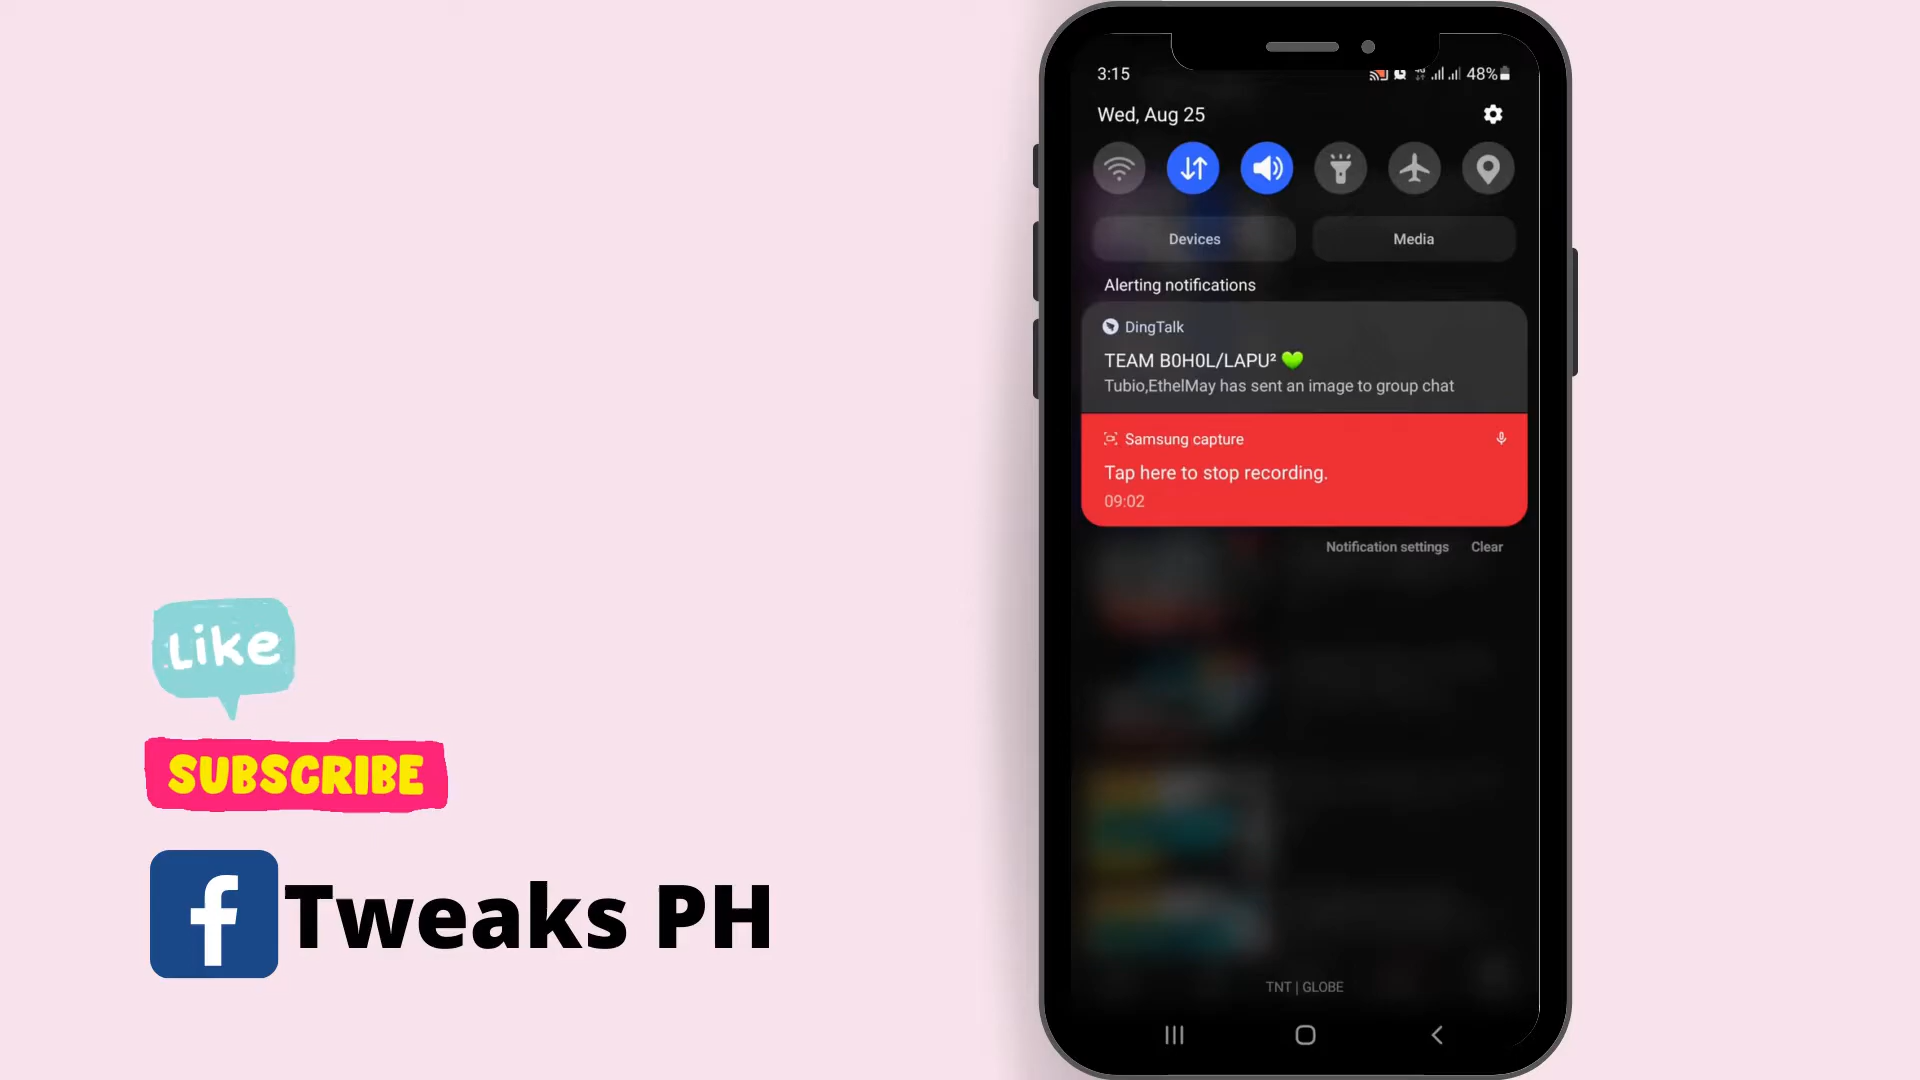 3:15
48%
Wed, Aug 25
Devices
Media
Alerting notifications
DingTalk
TEAM B0H0L/LAPU² 💚
Tubio,EthelMay has sent an image to group chat
Samsung capture
Tap here to stop recording.
09:02
Notification settings
Clear
TNT | GLOBE
Like
SUBSCRIBE
f Tweaks PH